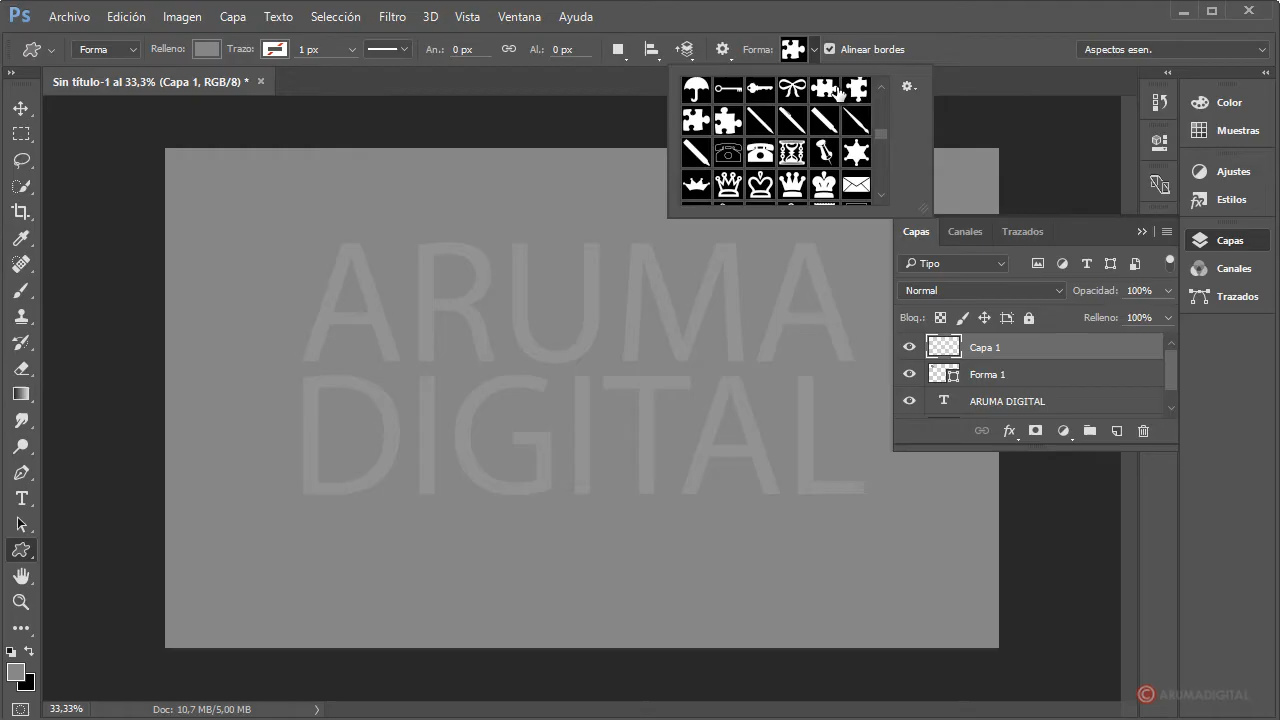 Ps Archivo Edición Imagen Capa Texto Selección Filtro 3D Vista Ventana Ayuda
Forma Relleno: Trazo: 1 px An.: 0 px Al.: 0 px Forma: Alinear bordes Aspectos esen.
Sin título-1 al 33,3% (Capa 1, RGB/8) *
Color
Muestras
Ajustes
Estilos
Capas
Canales
Trazados
Capas Canales Trazados
Tipo
Normal Opacidad: 100%
Bloq.: Relleno: 100%
Capa 1
Forma 1
T ARUMA DIGITAL
fx
ARUMA
DIGITAL
33,33% Doc: 10,7 MB/5,00 MB
© ARUMADIGITAL